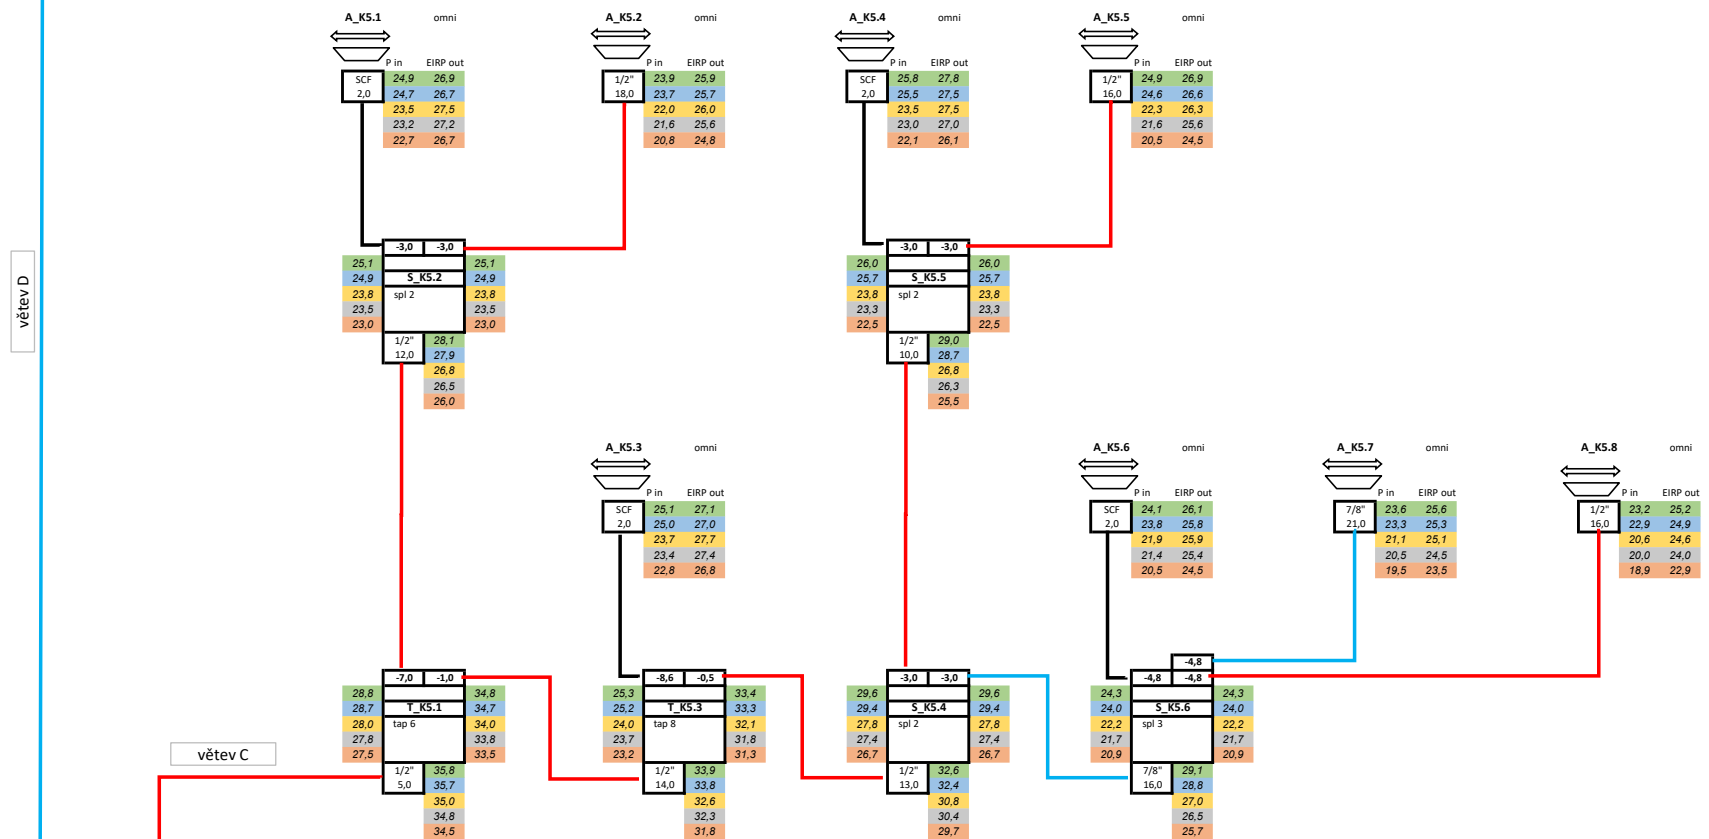 A_K5.1 omni A_K5.2 omni A_K5.4 omni A_K5.5 omni
P in EIRP out P in EIRP out P in EIRP out P in EIRP out
SCF 24,9 26,9 1/2" 23,9 25,9 SCF 25,8 27,8 1/2" 24,9 26,9
2,0 24,7 26,7 18,0 23,7 25,7 2,0 25,5 27,5 16,0 24,6 26,6
23,5 27,5 22,0 26,0 23,5 27,5 22,3 26,3
23,2 27,2 21,6 25,6 23,0 27,0 21,6 25,6
22,7 26,7 20,8 24,8 22,1 26,1 20,5 24,5
větev D
-3,0 -3,0 -3,0 -3,0
25,1 25,1 26,0 26,0
24,9 S_K5.2 24,9 25,7 S_K5.5 25,7
23,8 spl 2 23,8 23,8 spl 2 23,8
23,5 23,5 23,3 23,3
23,0 23,0 22,5 22,5
1/2" 28,1 1/2" 29,0
12,0 27,9 10,0 28,7
26,8 26,8
26,5 26,3
26,0 25,5
A_K5.3 omni A_K5.6 omni A_K5.7 omni A_K5.8 omni
P in EIRP out P in EIRP out P in EIRP out P in EIRP out
SCF 25,1 27,1 SCF 24,1 26,1 7/8" 23,6 25,6 1/2" 23,2 25,2
2,0 25,0 27,0 2,0 23,8 25,8 21,0 23,3 25,3 16,0 22,9 24,9
23,7 27,7 21,9 25,9 21,1 25,1 20,6 24,6
23,4 27,4 21,4 25,4 20,5 24,5 20,0 24,0
22,8 26,8 20,5 24,5 19,5 23,5 18,9 22,9
-4,8
-7,0 -1,0 -8,6 -0,5 -3,0 -3,0 -4,8 -4,8
28,8 34,8 25,3 33,4 29,6 29,6 24,3 24,3
28,7 T_K5.1 34,7 25,2 T_K5.3 33,3 29,4 S_K5.4 29,4 24,0 S_K5.6 24,0
28,0 tap 6 34,0 24,0 tap 8 32,1 27,8 spl 2 27,8 22,2 spl 3 22,2
27,8 33,8 23,7 31,8 27,4 27,4 21,7 21,7
27,5 33,5 23,2 31,3 26,7 26,7 20,9 20,9
větev C
1/2" 35,8 1/2" 33,9 1/2" 32,6 7/8" 29,1
5,0 35,7 14,0 33,8 13,0 32,4 16,0 28,8
35,0 32,6 30,8 27,0
34,8 32,3 30,4 26,5
34,5 31,8 29,7 25,7